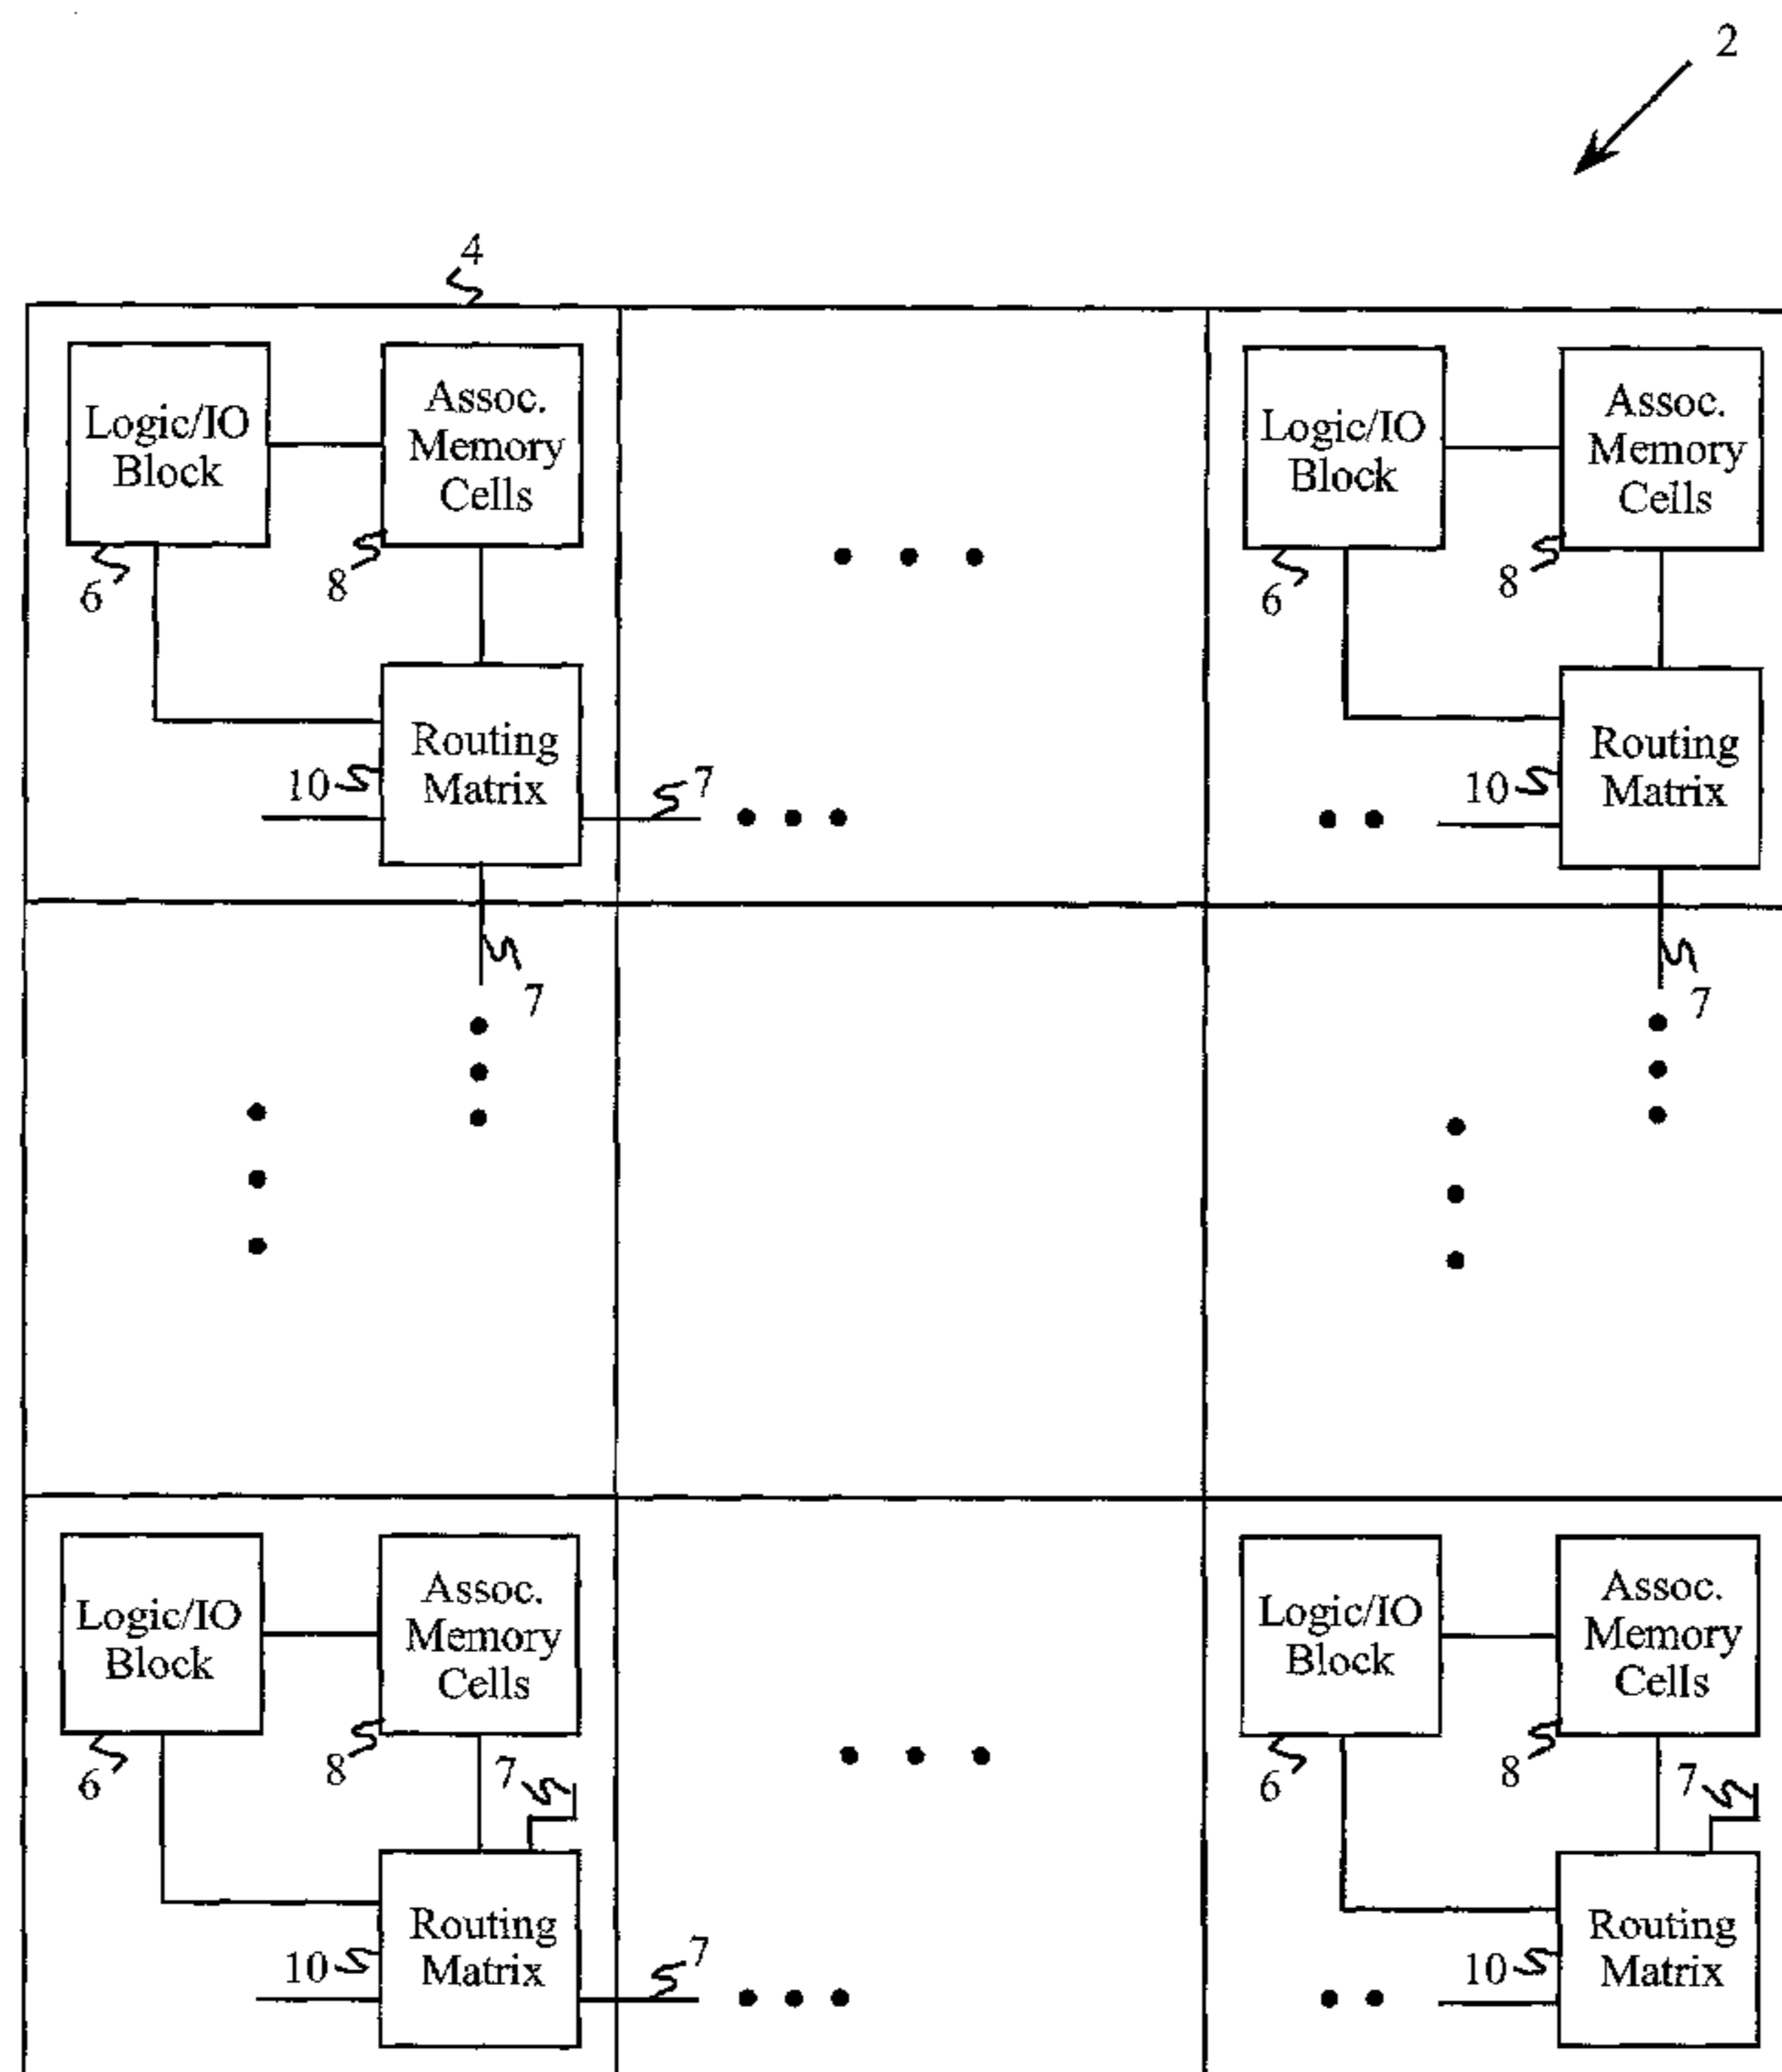 2
4
Logic/IO
Block
Assoc.
Memory
Cells
6
8
Routing
Matrix
10
7
7
Logic/IO
Block
Assoc.
Memory
Cells
6
8
Routing
Matrix
10
7
Logic/IO
Block
Assoc.
Memory
Cells
6
8
7
Routing
Matrix
10
7
Logic/IO
Block
Assoc.
Memory
Cells
6
8
7
Routing
Matrix
10